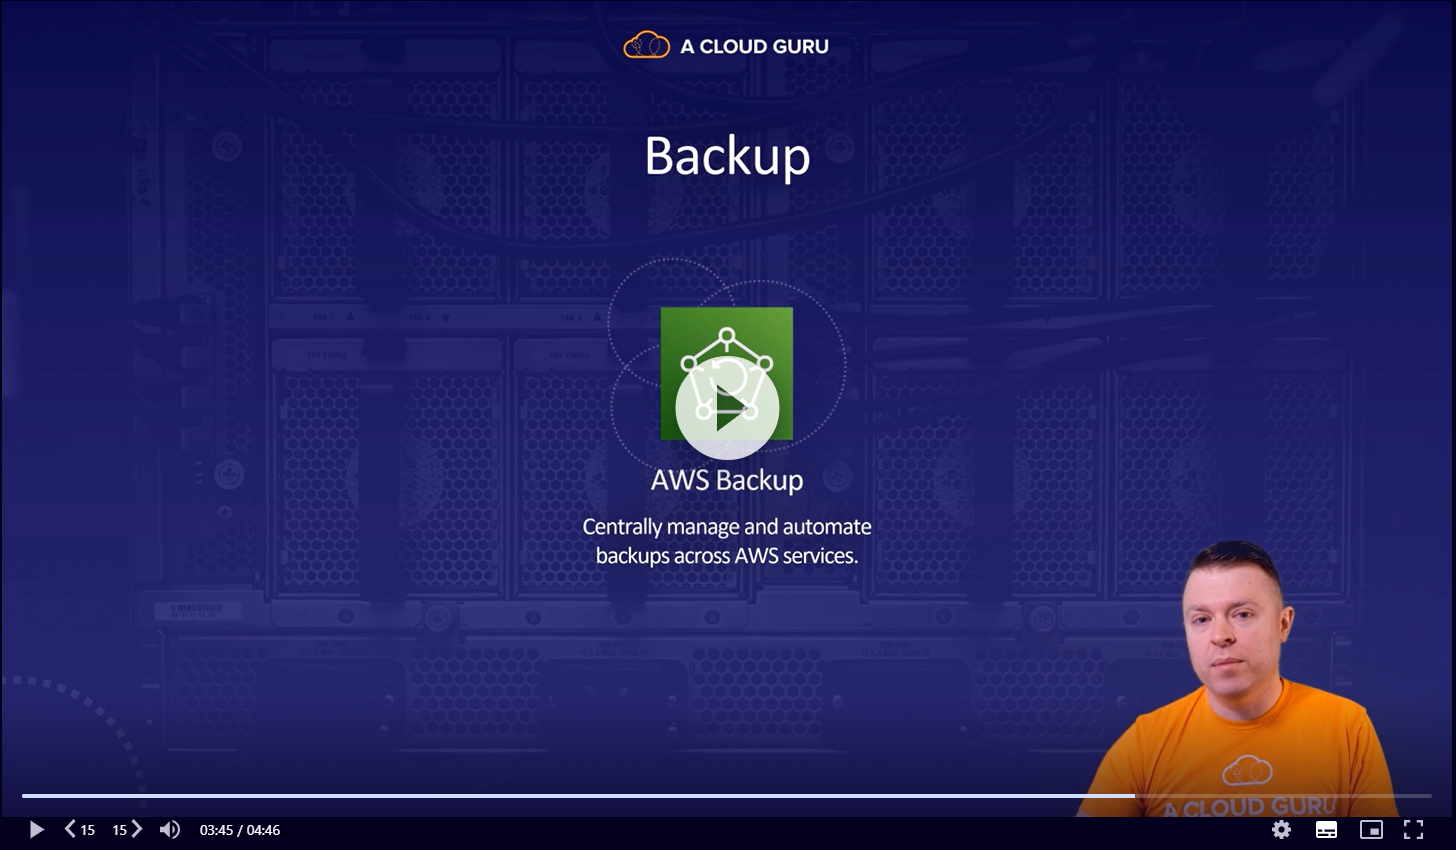 A CLOUD GURU
Backup
AWS Backup
Centrally manage and automate
backups across AWS services.
A CLOUD GURU
15 15 03:45 / 04:46